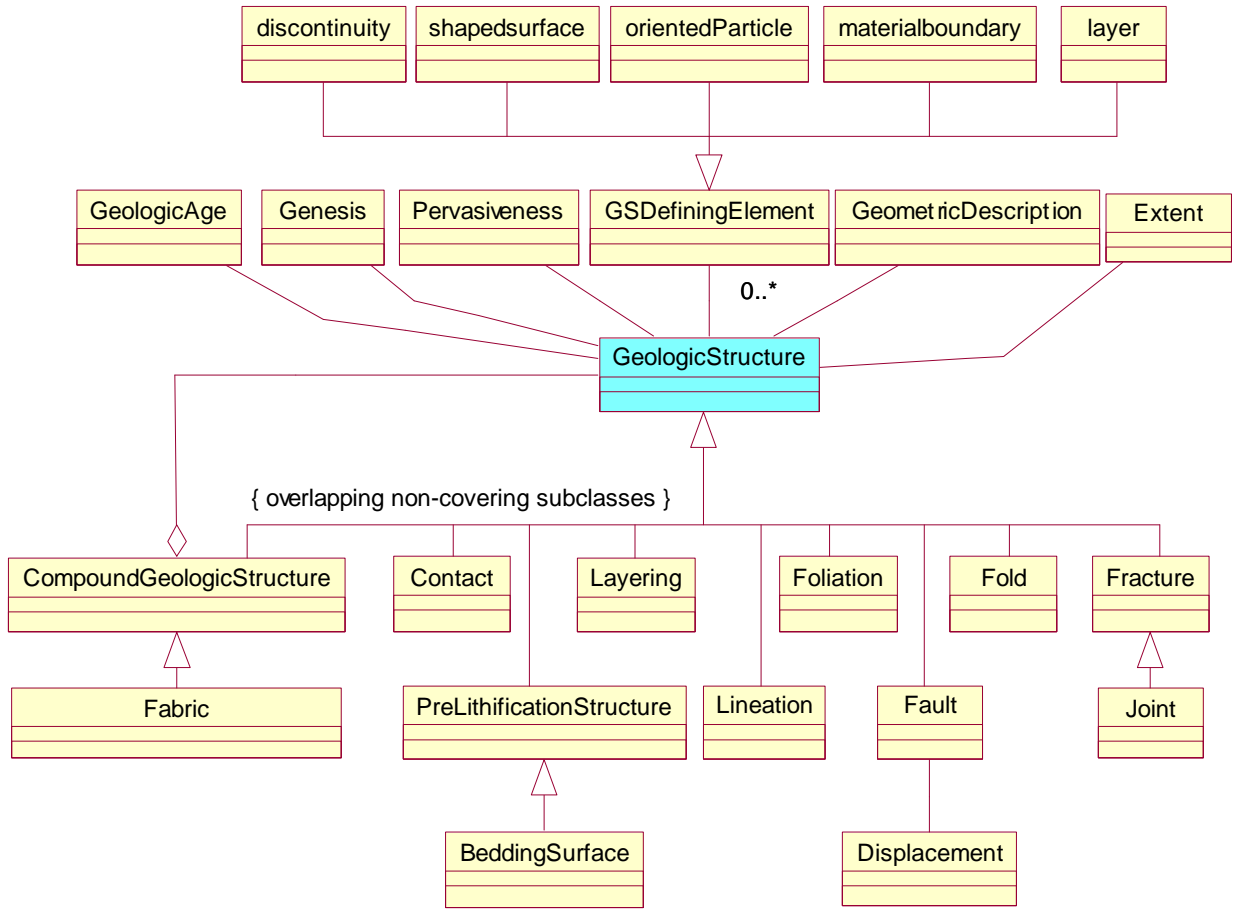 discontinuity
shapedsurface
orientedParticle
materialboundary
layer
GeologicAge
Genesis
Pervasiveness
GSDefiningElement
GeometricDescription
Extent
0..*
GeologicStructure
{ overlapping non-covering subclasses }
CompoundGeologicStructure
Contact
Layering
Foliation
Fold
Fracture
Fabric
PreLithificationStructure
Lineation
Fault
Joint
BeddingSurface
Displacement